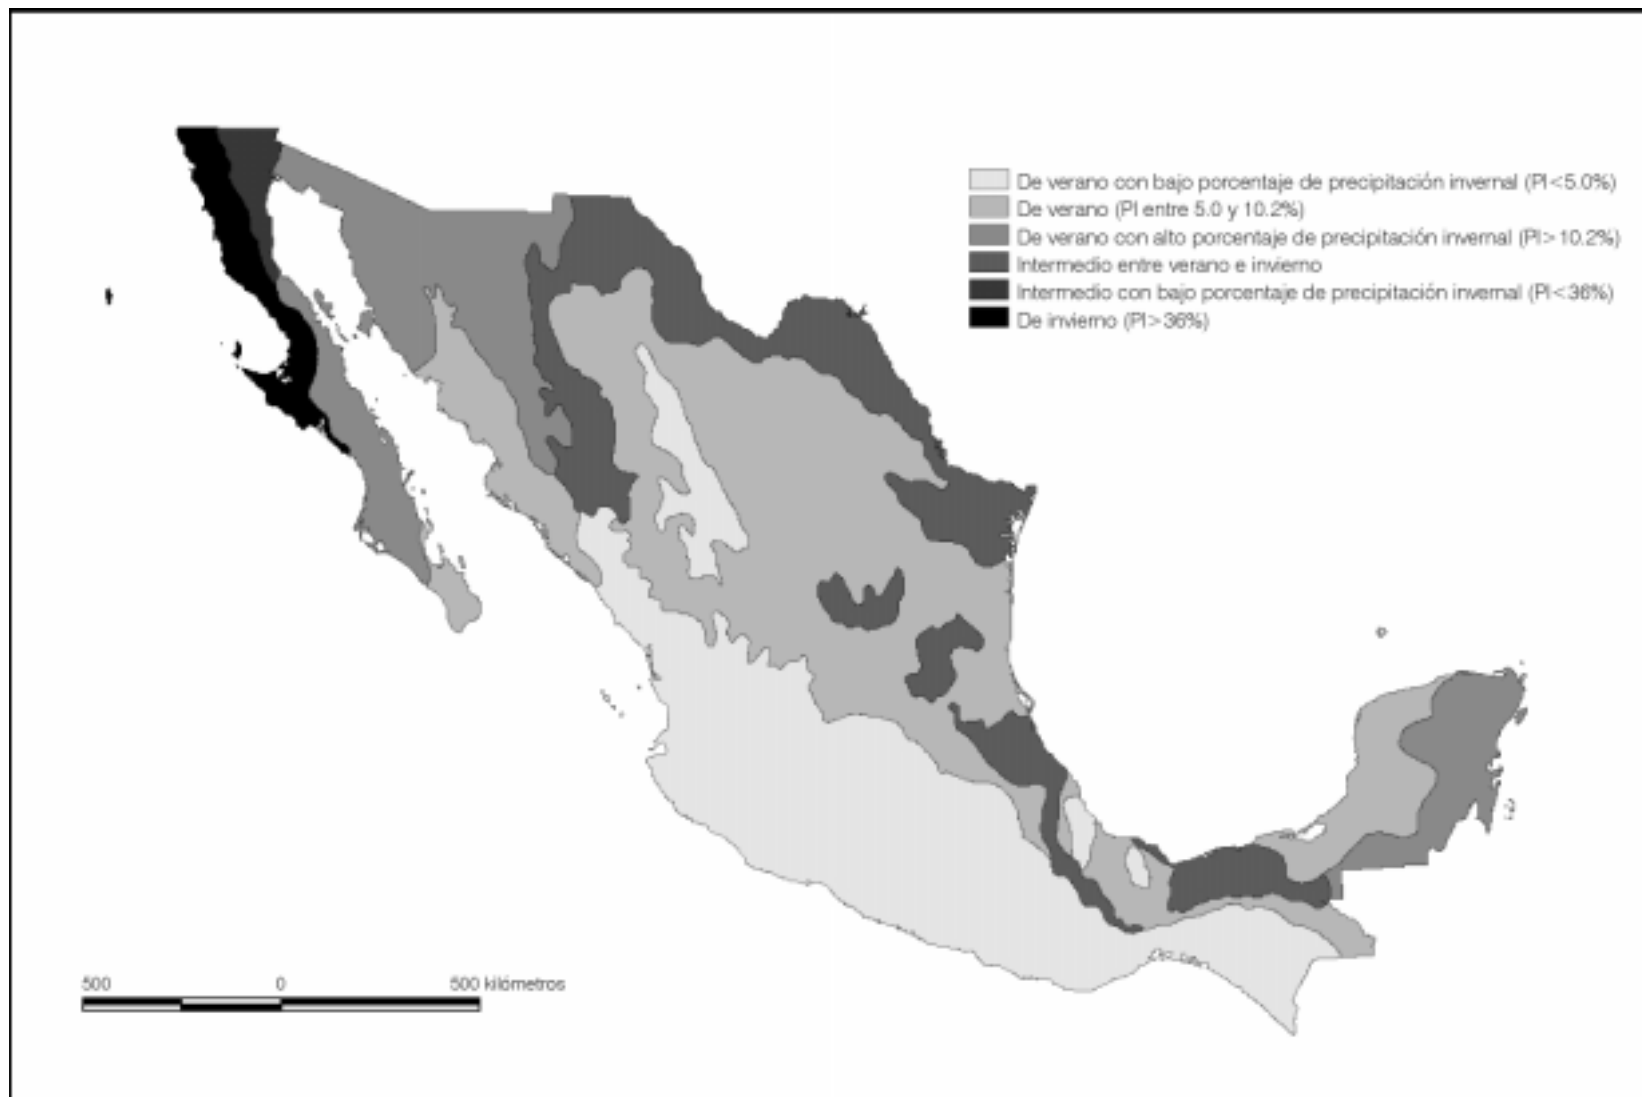 De verano con bajo porcentaje de precipitación invernal (PI<5.0%)
De verano (PI entre 5.0 y 10.2%)
De verano con alto porcentaje de precipitación invernal (PI>10.2%)
Intermedio entre verano e invierno
Intermedio con bajo porcentaje de precipitación invernal (PI<36%)
De invierno (PI>36%)
500 0 500 kilómetros